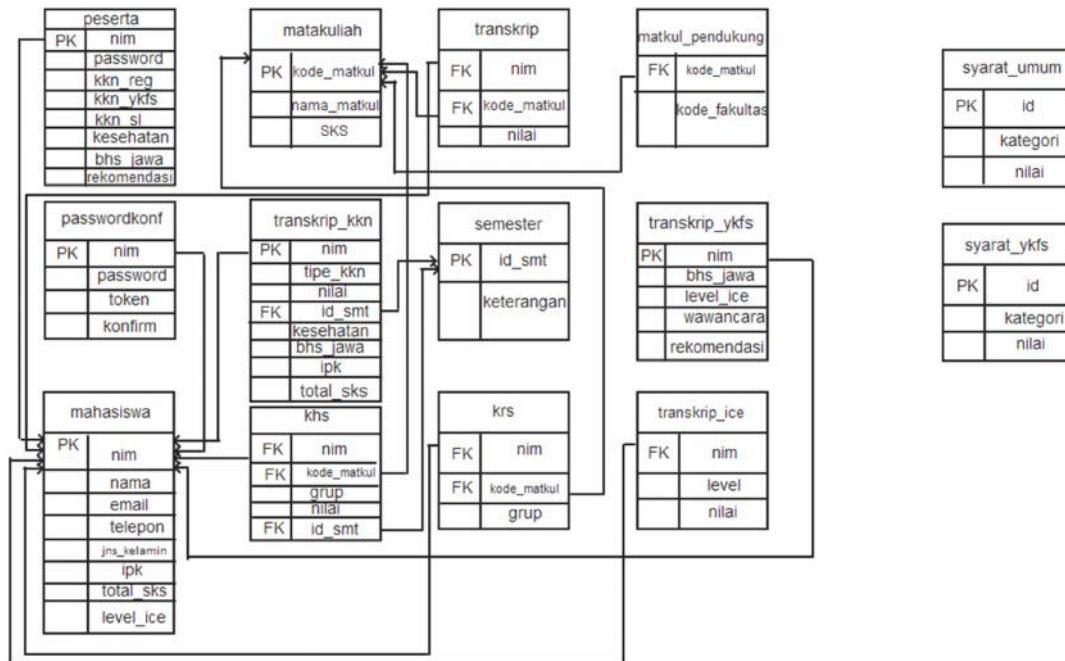 peserta
PK nim
password
kkn_reg
kkn_ykfs
kkn_sl
kesehatan
bhs_jawa
rekomendasi
matakuliah
PK kode_matkul
nama_matkul
SKS
transkrip
FK nim
FK kode_matkul
nilai
matkul_pendukung
FK kode_matkul
kode_fakultas
syarat_umum
PK id
kategori
nilai
passwordkonf
PK nim
password
token
konfirm
transkrip_kkn
PK nim
tipe_kkn
nilai
FK id_smt
kesehatan
bhs_jawa
ipk
total_sks
semester
PK id_smt
keterangan
transkrip_ykfs
PK nim
bhs_jawa
level_ice
wawancara
rekomendasi
syarat_ykfs
PK id
kategori
nilai
mahasiswa
PK nim
nama
email
telepon
jns_kelamin
ipk
total_sks
level_ice
khs
FK nim
FK kode_matkul
grup
nilai
FK id_smt
krs
FK nim
FK kode_matkul
grup
transkrip_ice
FK nim
level
nilai